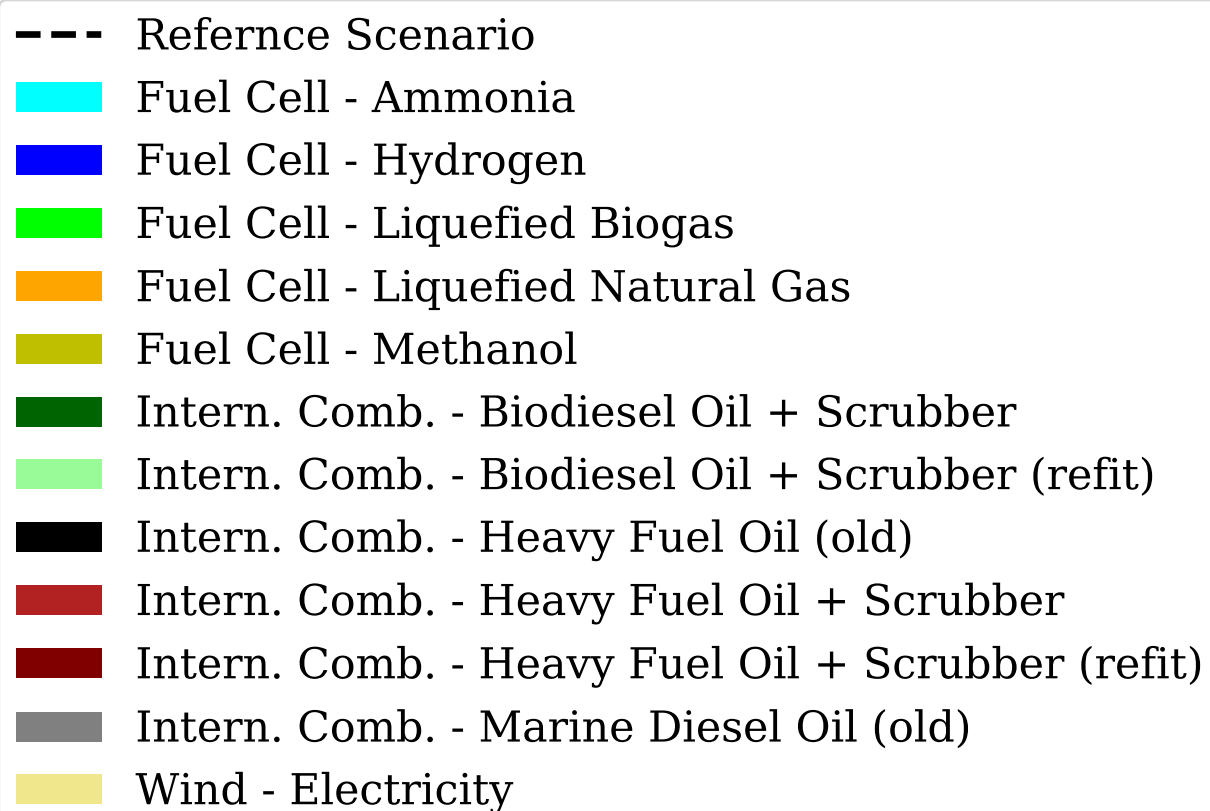 Refernce Scenario
Fuel Cell - Ammonia
Fuel Cell - Hydrogen
Fuel Cell - Liquefied Biogas
Fuel Cell - Liquefied Natural Gas
Fuel Cell - Methanol
Intern. Comb. - Biodiesel Oil + Scrubber
Intern. Comb. - Biodiesel Oil + Scrubber (refit)
Intern. Comb. - Heavy Fuel Oil (old)
Intern. Comb. - Heavy Fuel Oil + Scrubber
Intern. Comb. - Heavy Fuel Oil + Scrubber (refit)
Intern. Comb. - Marine Diesel Oil (old)
Wind - Electricity